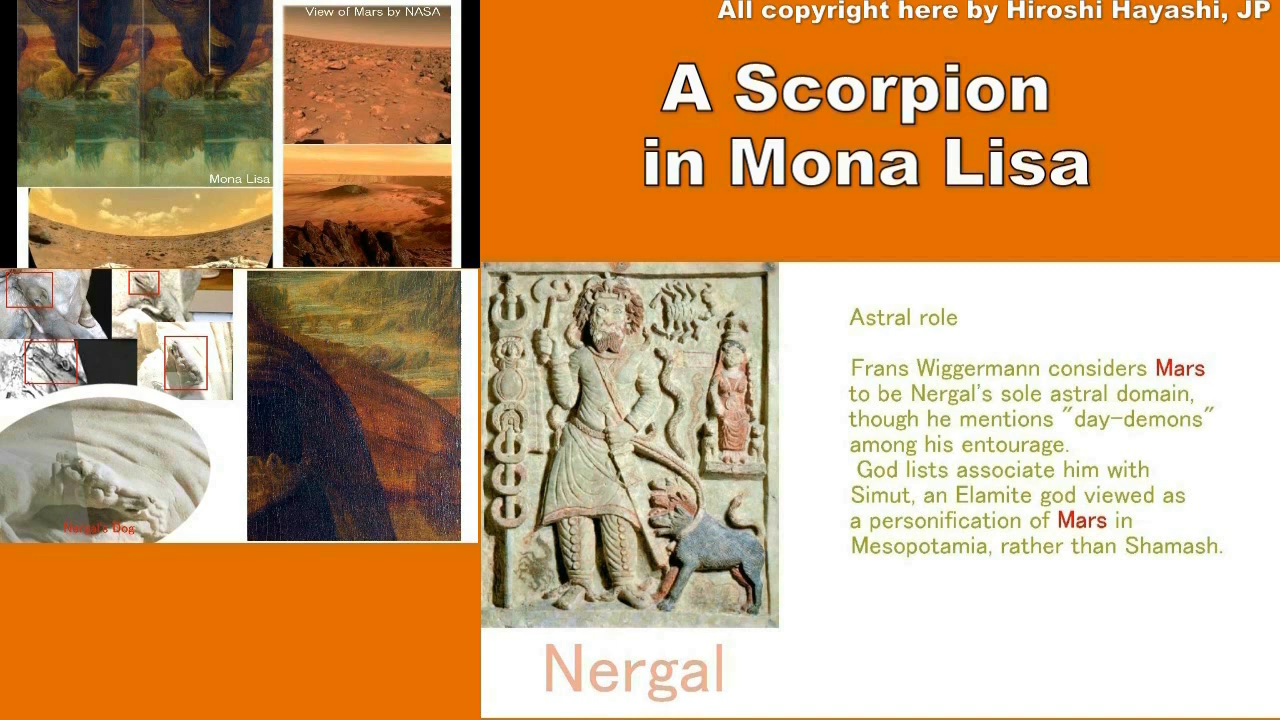 All copyright here by Hiroshi Hayashi, JP
View of Mars by NASA
A Scorpion
in Mona Lisa
Mona Lisa
Nergal's Dog
Astral role
Frans Wiggermann considers Mars
to be Nergal's sole astral domain,
though he mentions "day-demons"
among his entourage.
God lists associate him with
Simut, an Elamite god viewed as
a personification of Mars in
Mesopotamia, rather than Shamash.
Nergal